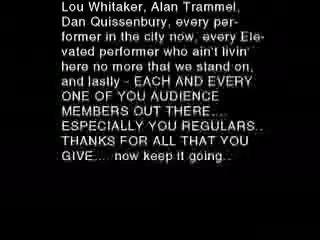 Lou Whitaker, Alan Trammel,
Dan Quissenbury, every per-
former in the city now, every Ele-
vated performer who ain't livin'
here no more that we stand on,
and lastly - EACH AND EVERY
ONE OF YOU AUDIENCE
MEMBERS OUT THERE....
ESPECIALLY YOU REGULARS..
THANKS FOR ALL THAT YOU
GIVE.... now keep it going..